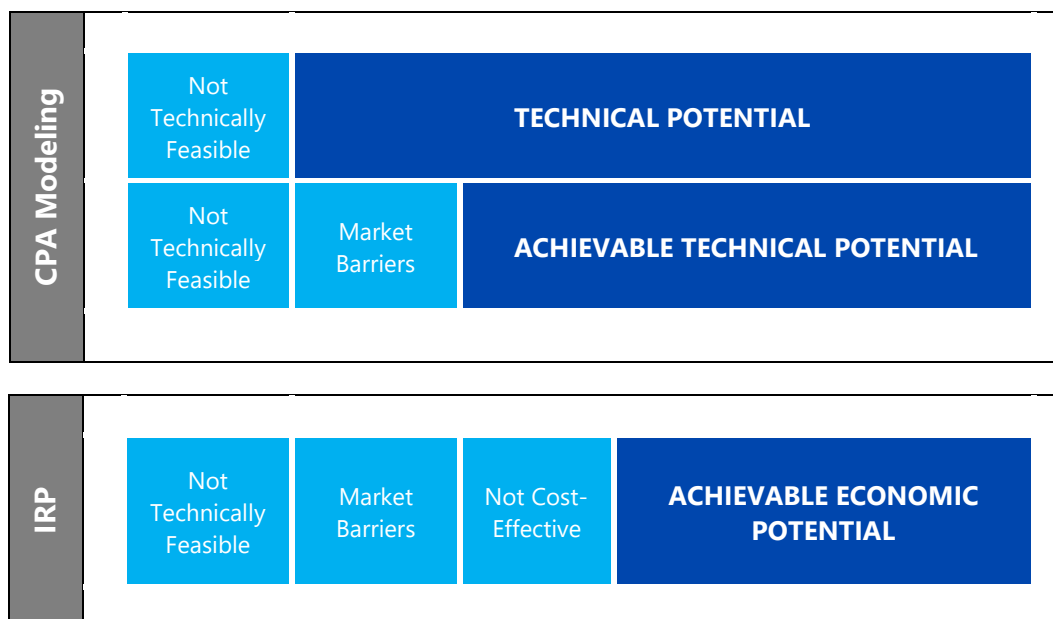 CPA Modeling
Not
Technically
Feasible
TECHNICAL POTENTIAL
Not
Technically
Feasible
Market
Barriers
ACHIEVABLE TECHNICAL POTENTIAL
IRP
Not
Technically
Feasible
Market
Barriers
Not Cost-
Effective
ACHIEVABLE ECONOMIC
POTENTIAL